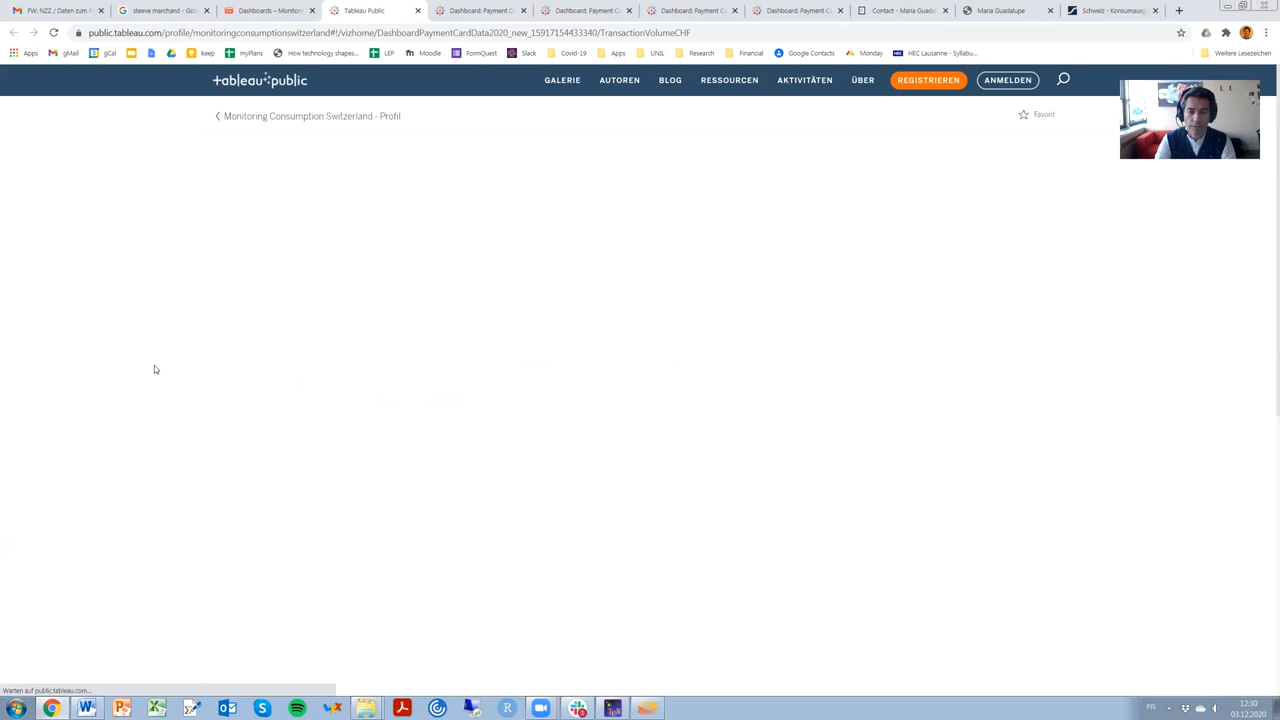 FW: NZZ / Daten zum P
steeve marchand - Goo
Dashboards – Monitori
Tableau Public
Dashboard: Payment C
Dashboard: Payment C
Dashboard: Payment C
Dashboard: Payment C
Contact - Maria Guada
Maria Guadalupe
Schweiz - Konsumausg
public.tableau.com/profile/monitoringconsumptionswitzerland#!/vizhome/DashboardPaymentCardData2020_new_15917154433340/TransactionVolumeCHF
Apps
gMail
gCal
keep
myPlans
How technology shapes...
LEP
Moodle
FormQuest
Slack
Covid-19
Apps
UNIL
Research
Financial
Google Contacts
Monday
HEC Lausanne - Syllabu...
Weitere Lesezeichen
+tableau public
GALERIE
AUTOREN
BLOG
RESSOURCEN
AKTIVITÄTEN
ÜBER
REGISTRIEREN
ANMELDEN
Monitoring Consumption Switzerland - Profil
Favorit
Warten auf public.tableau.com...
FR
12:30
03.12.2020